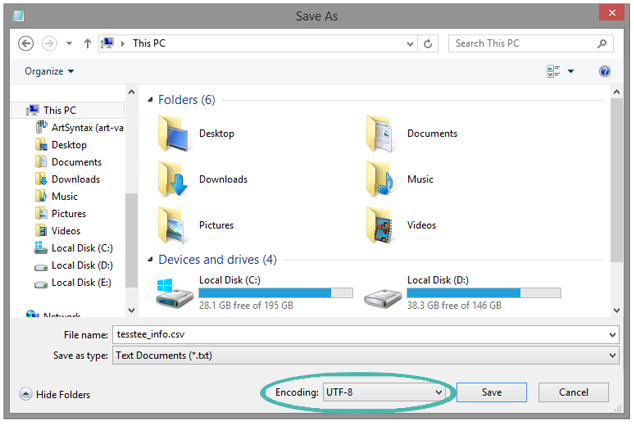 Save As
This PC
Search This PC
Organize
This PC
ArtSyntax (art-va
Desktop
Documents
Downloads
Music
Pictures
Videos
Local Disk (C:)
Local Disk (D:)
Local Disk (E:)
Network
Folders (6)
Desktop
Documents
Downloads
Music
Pictures
Videos
Devices and drives (4)
Local Disk (C:)
28.1 GB free of 195 GB
Local Disk (D:)
38.3 GB free of 146 GB
File name: tesstee_info.csv
Save as type: Text Documents (*.txt)
Hide Folders
Encoding: UTF-8
Save
Cancel